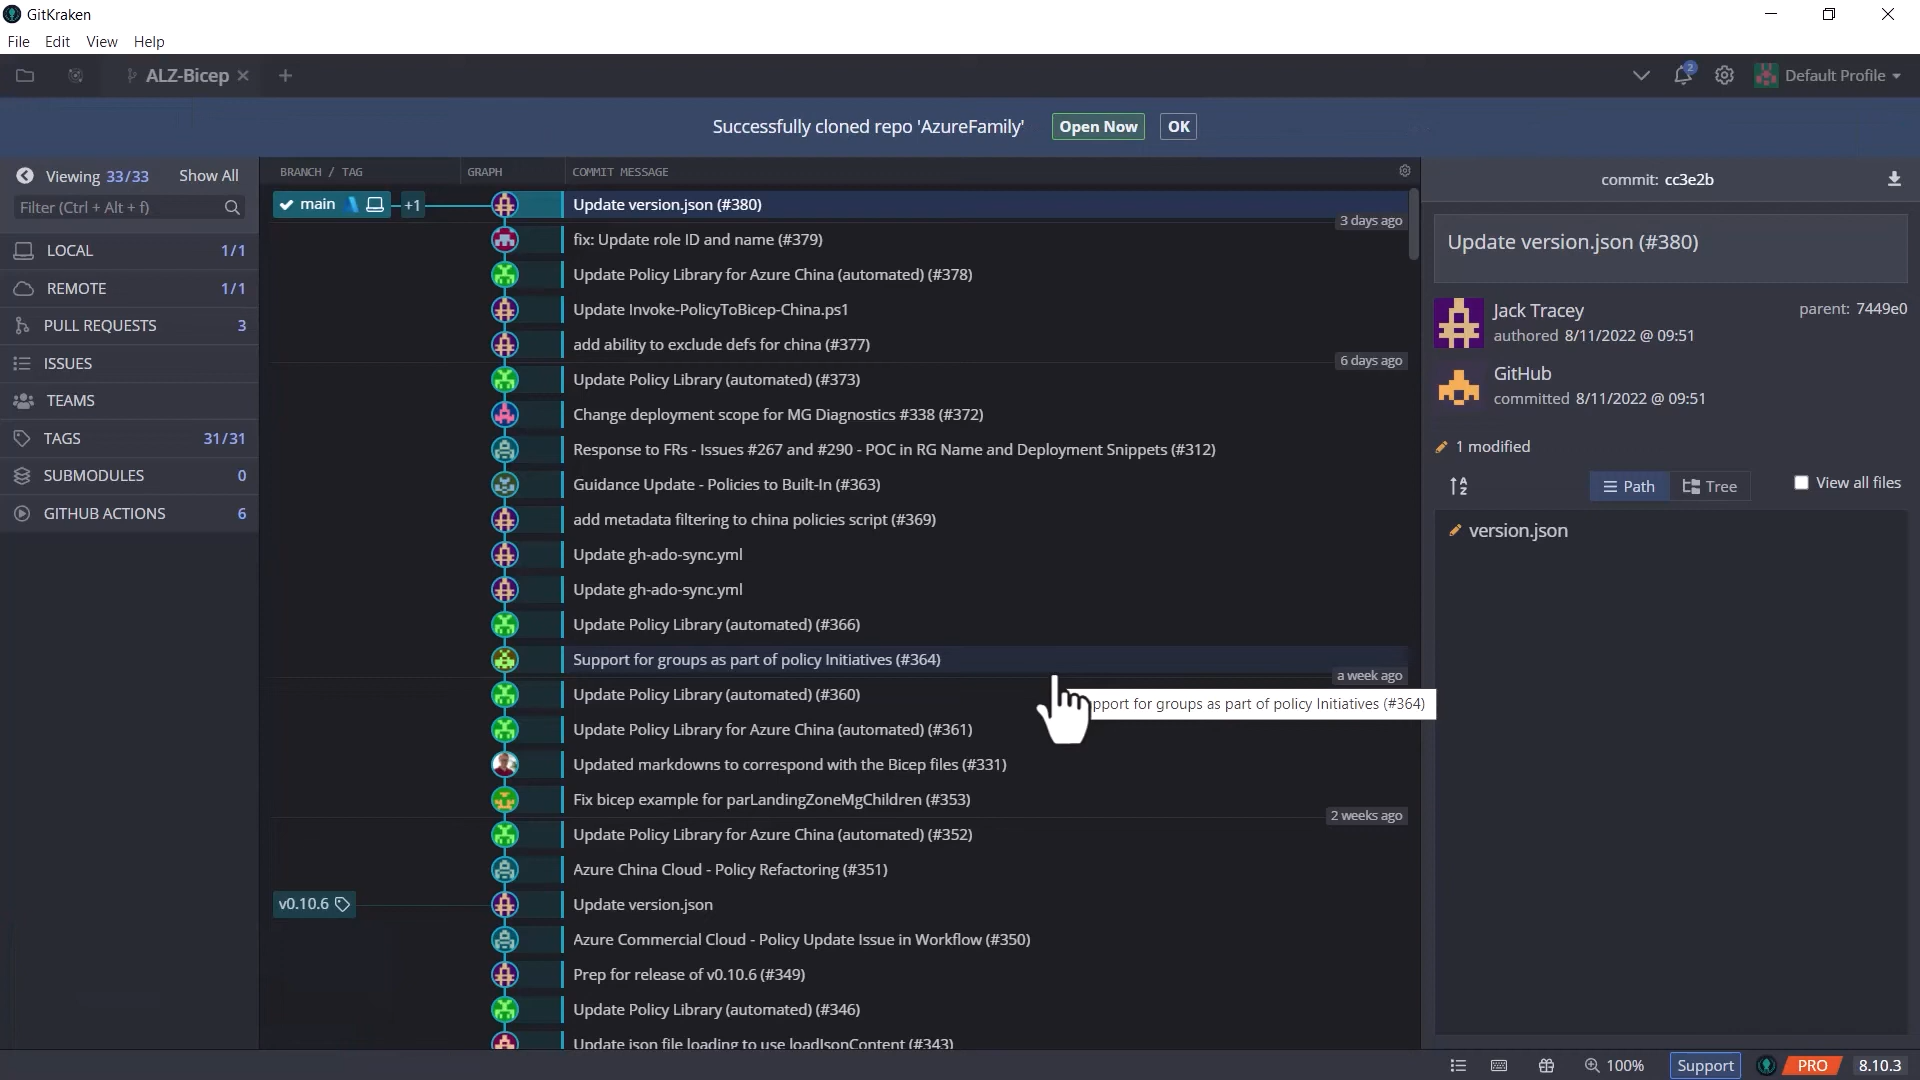 GitKraken
File Edit View Help
ALZ-Bicep
2
Default Profile
Successfully cloned repo 'AzureFamily' Open Now OK
Viewing 33/33 Show All
Filter (Ctrl + Alt + f)
LOCAL 1/1
REMOTE 1/1
PULL REQUESTS 3
ISSUES
TEAMS
TAGS 31/31
SUBMODULES 0
GITHUB ACTIONS 6
BRANCH / TAG GRAPH COMMIT MESSAGE
main +1 Update version.json (#380)
3 days ago
fix: Update role ID and name (#379)
Update Policy Library for Azure China (automated) (#378)
Update Invoke-PolicyToBicep-China.ps1
add ability to exclude defs for china (#377)
6 days ago
Update Policy Library (automated) (#373)
Change deployment scope for MG Diagnostics #338 (#372)
Response to FRs - Issues #267 and #290 - POC in RG Name and Deployment Snippets (#312)
Guidance Update - Policies to Built-In (#363)
add metadata filtering to china policies script (#369)
Update gh-ado-sync.yml
Update gh-ado-sync.yml
Update Policy Library (automated) (#366)
Support for groups as part of policy Initiatives (#364)
a week ago
Update Policy Library (automated) (#360)
pport for groups as part of policy Initiatives (#364)
Update Policy Library for Azure China (automated) (#361)
Updated markdowns to correspond with the Bicep files (#331)
Fix bicep example for parLandingZoneMgChildren (#353)
2 weeks ago
Update Policy Library for Azure China (automated) (#352)
Azure China Cloud - Policy Refactoring (#351)
v0.10.6 Update version.json
Azure Commercial Cloud - Policy Update Issue in Workflow (#350)
Prep for release of v0.10.6 (#349)
Update Policy Library (automated) (#346)
Update json file loading to use loadJsonContent (#343)
commit: cc3e2b
Update version.json (#380)
Jack Tracey parent: 7449e0
authored 8/11/2022 @ 09:51
GitHub
committed 8/11/2022 @ 09:51
1 modified
Path Tree View all files
version.json
100% Support PRO 8.10.3